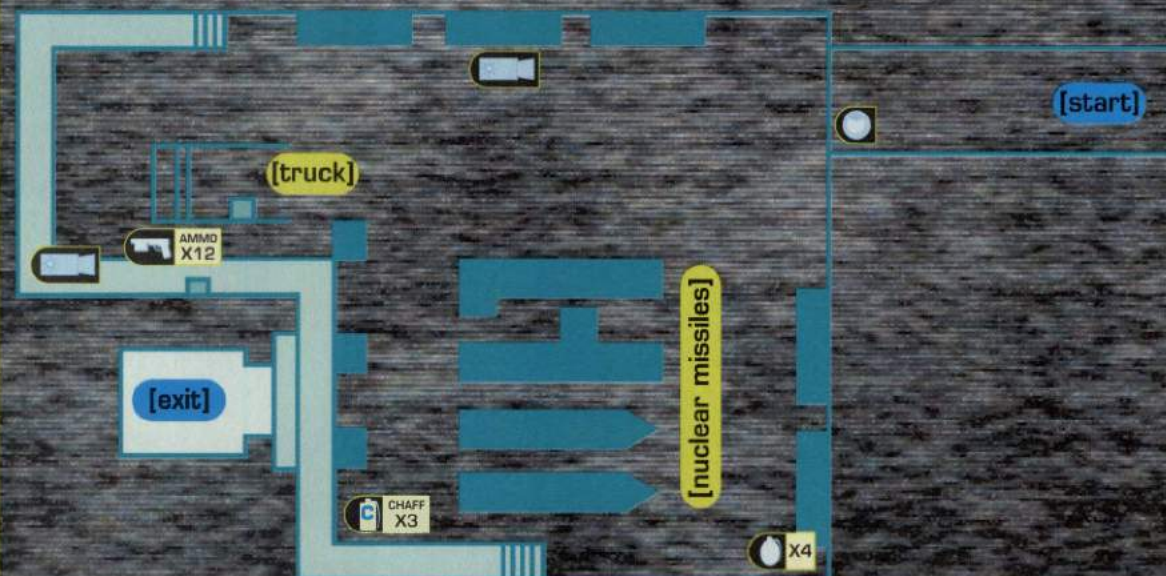 [start]
[truck]
AMMO
X12
[nuclear missiles]
[exit]
C
CHAFF
X3
X4